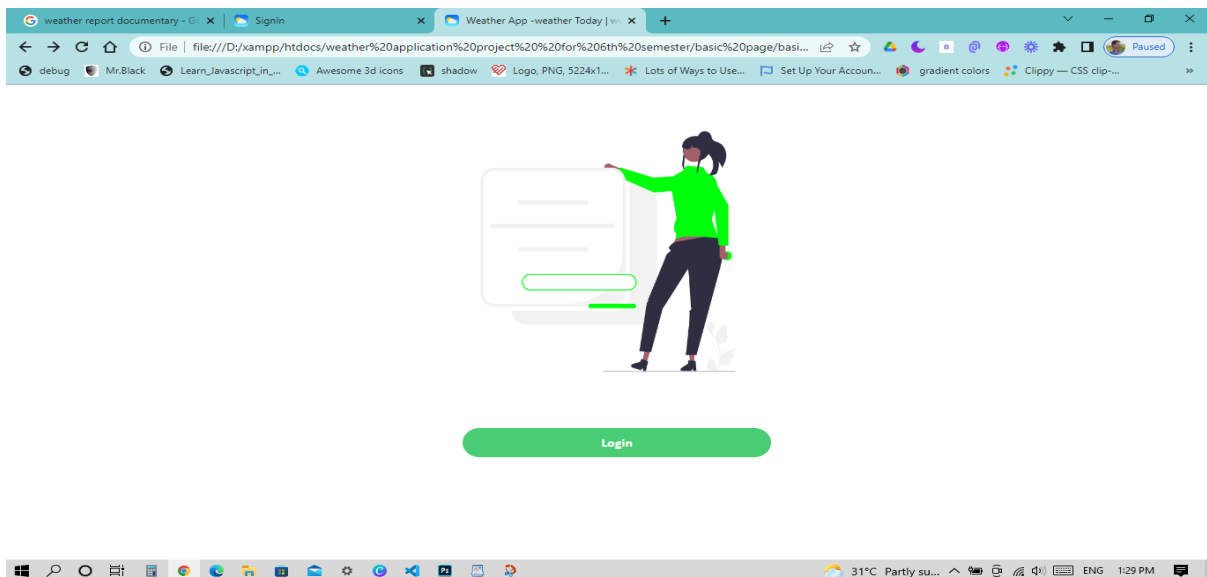 weather report documentary - G
SignIn
Weather App -weather Today | w
File | file:///D:/xampp/htdocs/weather%20application%20project%20%20for%206th%20semester/basic%20page/basi...
Paused
debug
Mr.Black
Learn_Javascript_in_...
Awesome 3d icons
shadow
Logo, PNG, 5224x1...
Lots of Ways to Use...
Set Up Your Accoun...
gradient colors
Clippy — CSS clip-...
Login
31°C Partly su...
ENG
1:29 PM